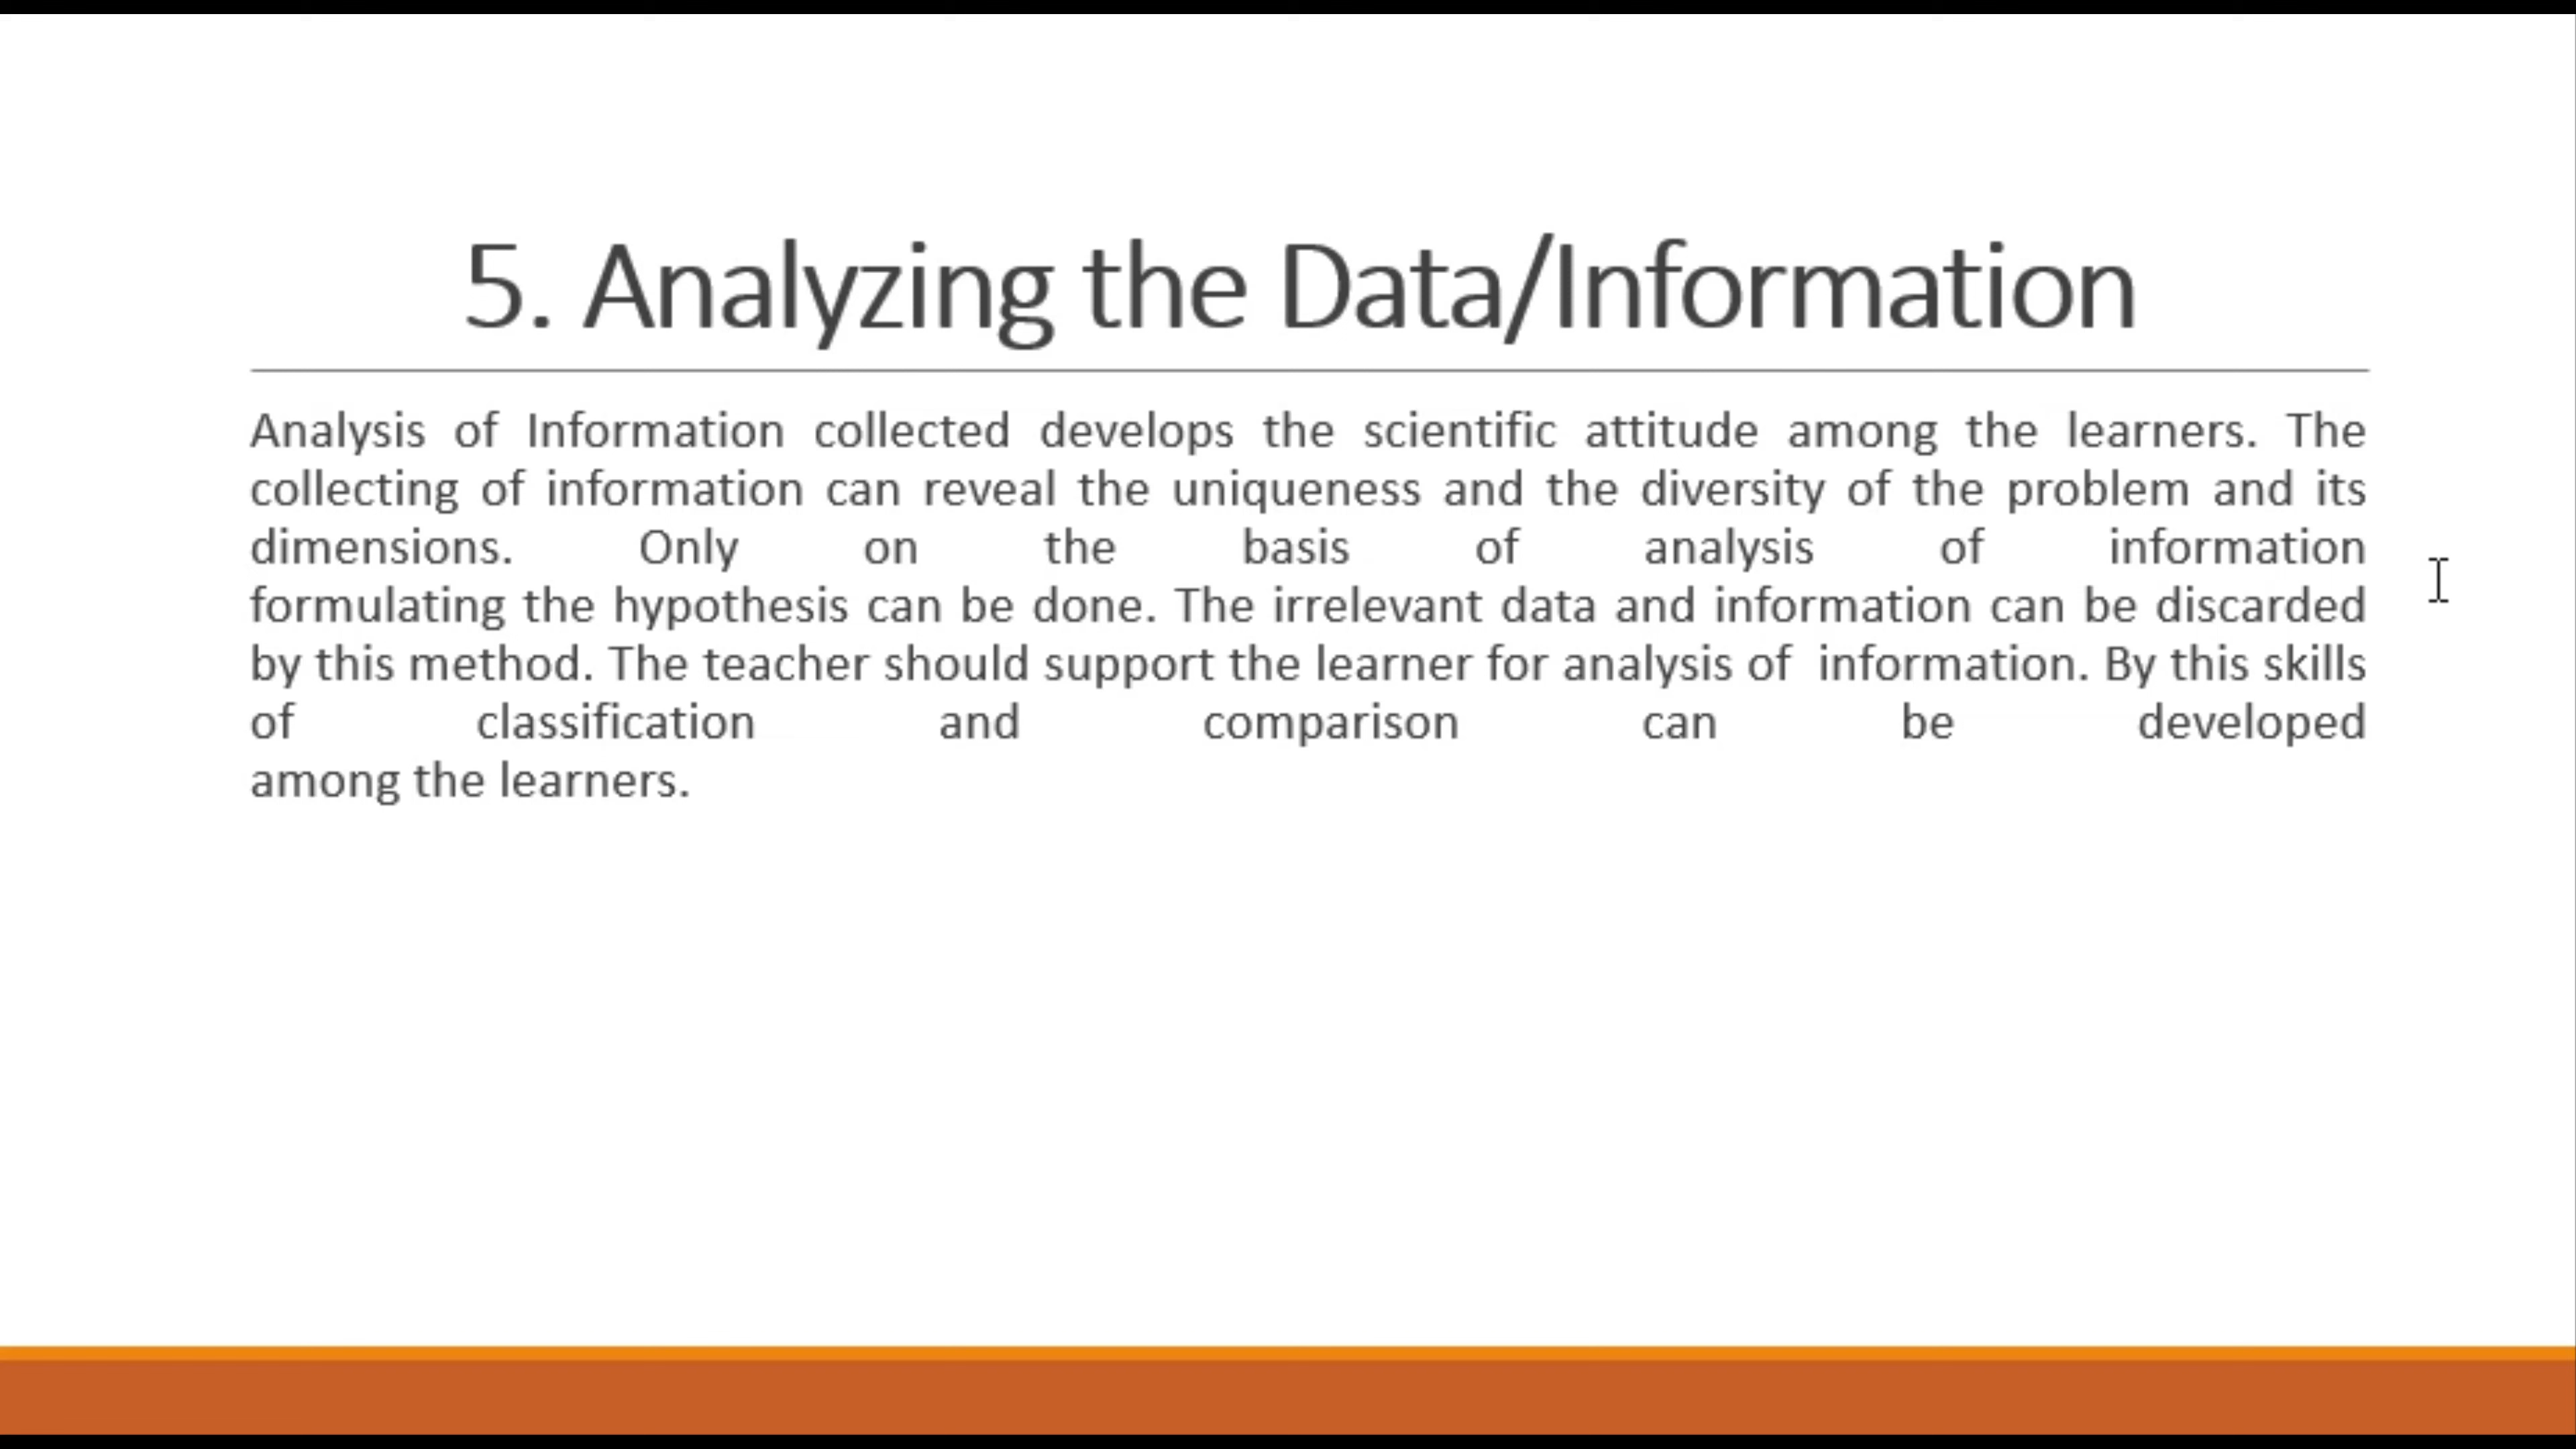 5. Analyzing the Data/Information
Analysis of Information collected develops the scientific attitude among the learners. The
collecting of information can reveal the uniqueness and the diversity of the problem and its
dimensions. Only on the basis of analysis of information
formulating the hypothesis can be done. The irrelevant data and information can be discarded
by this method. The teacher should support the learner for analysis of information. By this skills
of classification and comparison can be developed
among the learners.